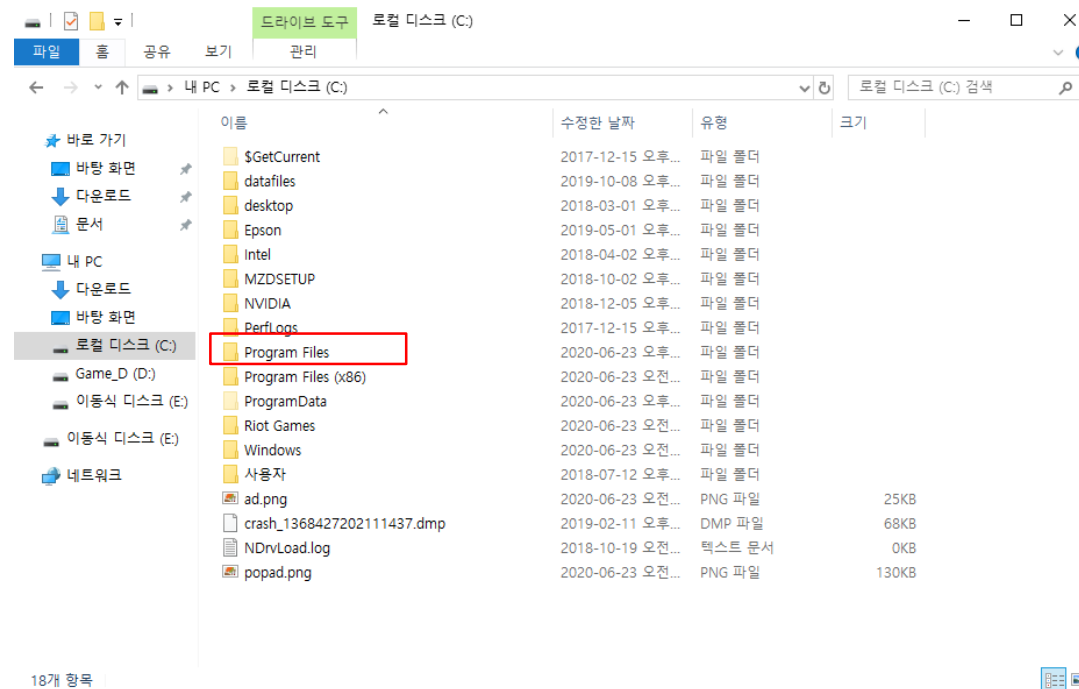 드라이브 도구 로컬 디스크 (C:)
파일 홈 공유 보기 관리
내 PC 로컬 디스크 (C:) 로컬 디스크 (C:) 검색
이름 수정한 날짜 유형 크기
바로 가기
바탕 화면
다운로드
문서
내 PC
다운로드
바탕 화면
로컬 디스크 (C:)
Game_D (D:)
이동식 디스크 (E:)
이동식 디스크 (E:)
네트워크
$GetCurrent 2017-12-15 오후... 파일 폴더
datafiles 2019-10-08 오후... 파일 폴더
desktop 2018-03-01 오후... 파일 폴더
Epson 2019-05-01 오후... 파일 폴더
Intel 2018-04-02 오후... 파일 폴더
MZDSETUP 2018-10-02 오후... 파일 폴더
NVIDIA 2018-12-05 오후... 파일 폴더
PerfLogs 2017-12-15 오후... 파일 폴더
Program Files 2020-06-23 오후... 파일 폴더
Program Files (x86) 2020-06-23 오전... 파일 폴더
ProgramData 2020-06-23 오후... 파일 폴더
Riot Games 2020-06-23 오전... 파일 폴더
Windows 2020-06-23 오전... 파일 폴더
사용자 2018-07-12 오후... 파일 폴더
ad.png 2020-06-23 오전... PNG 파일 25KB
crash_1368427202111437.dmp 2019-02-11 오후... DMP 파일 68KB
NDrvLoad.log 2018-10-19 오전... 텍스트 문서 0KB
popad.png 2020-06-23 오전... PNG 파일 130KB
18개 항목